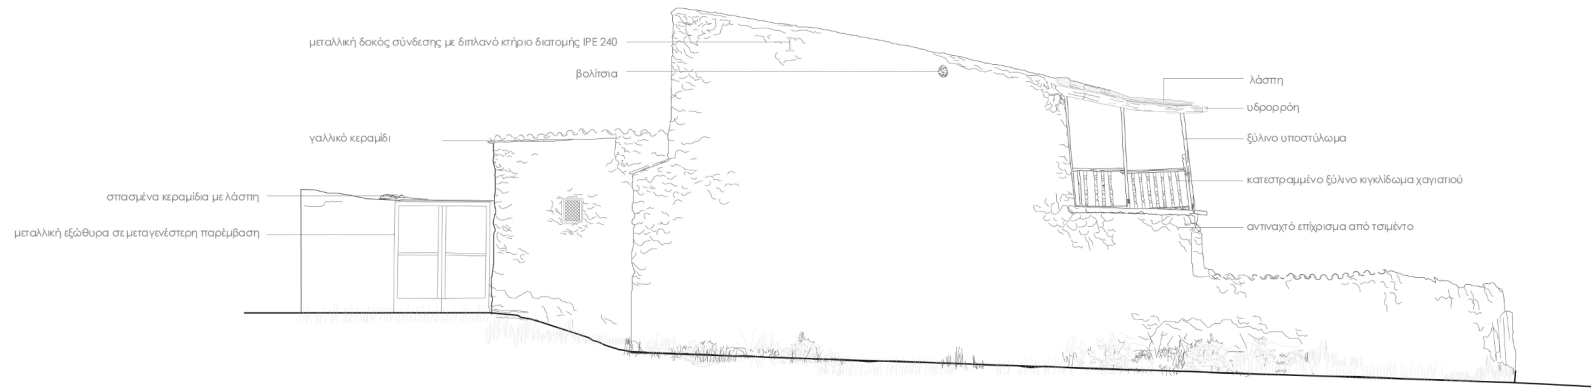 μεταλλική δοκός σύνδεσης με διπλανό κτήριο διατομής IPE 240
βολίτσια
λάσπη
υδρορρόη
γαλλικό κεραμίδι
ξύλινο υποστύλωμα
κατεστραμμένο ξύλινο κιγκλίδωμα χαγιατιού
σπασμένα κεραμίδια με λάσπη
αντιναχτό επίχρισμα από τσιμέντο
μεταλλική εξώθυρα σε μεταγενέστερη παρέμβαση